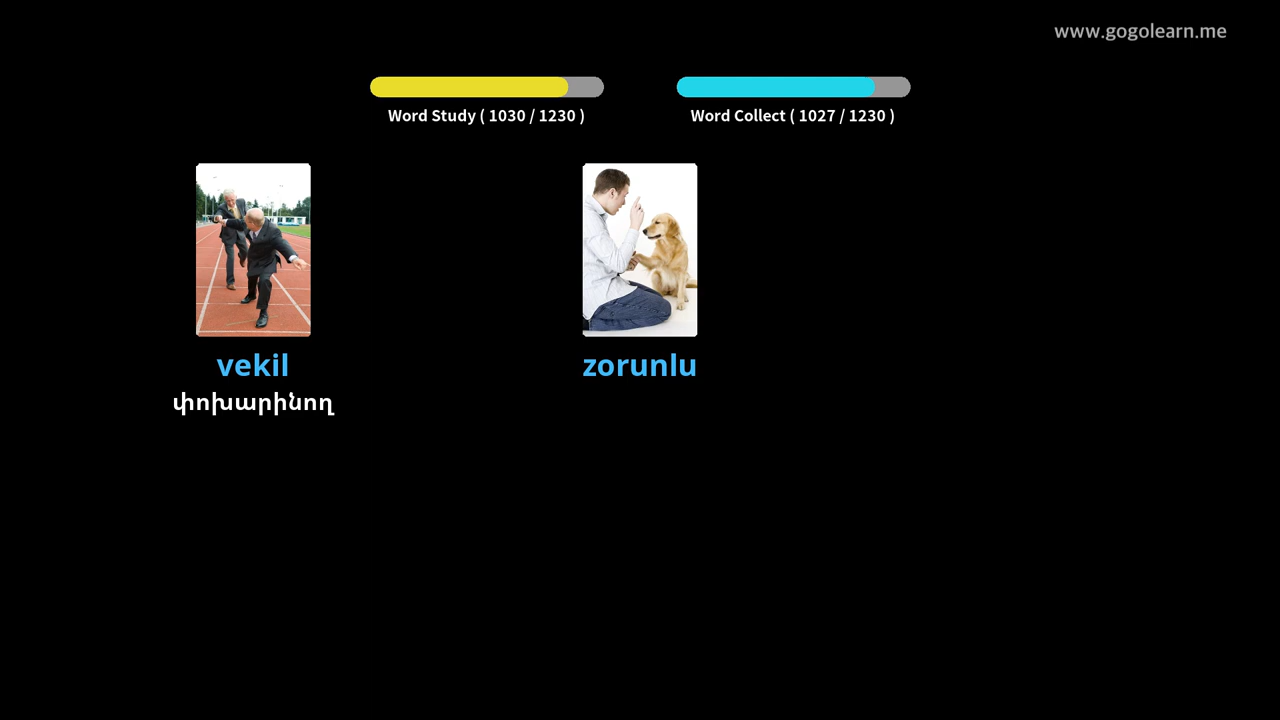 www.gogolearn.me
Word Study ( 1030 / 1230 )
Word Collect ( 1027 / 1230 )
vekil
փոխարինող
zorunlu